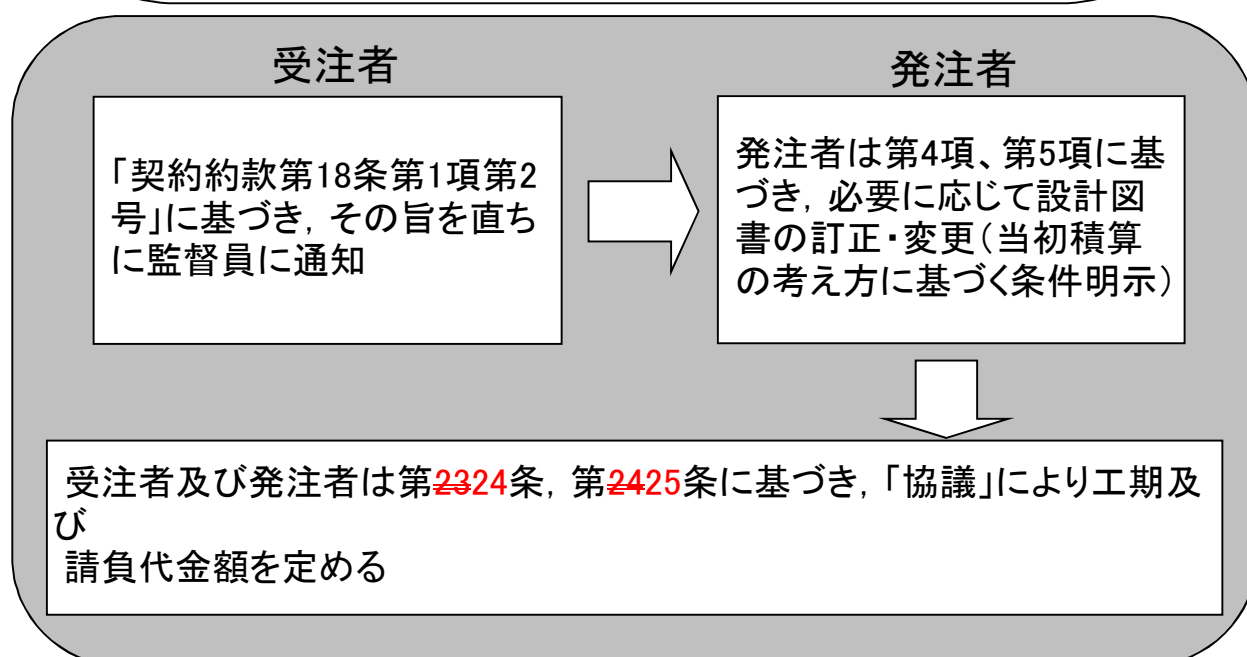 受注者
発注者
「契約約款第18条第1項第2
号」に基づき，その旨を直ち
に監督員に通知
発注者は第4項、第5項に基
づき，必要に応じて設計図
書の訂正・変更（当初積算
の考え方に基づく条件明示）
受注者及び発注者は第2324条，第2425条に基づき，「協議」により工期及
び
請負代金額を定める